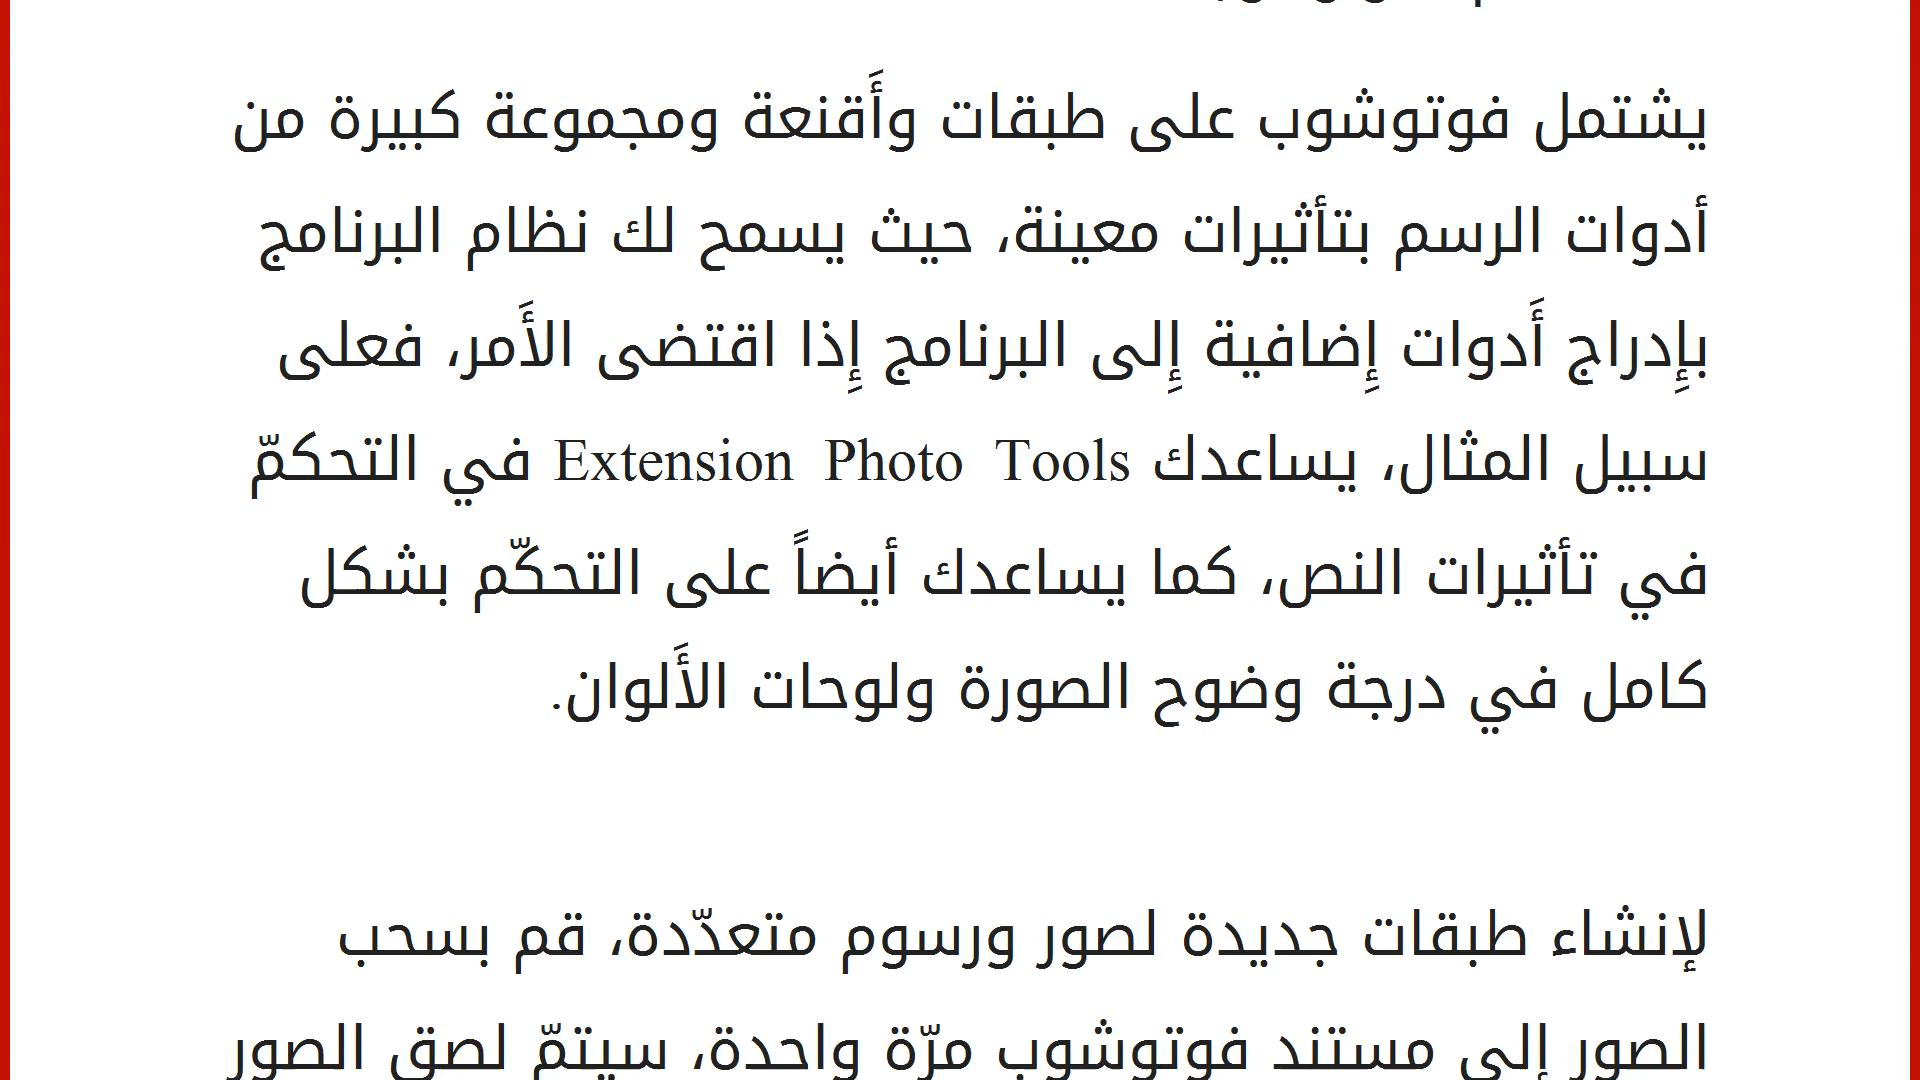 يشتمل فوتوشوب على طبقات وأَقنعة ومجموعة كبيرة من
أدوات الرسم بتأثيرات معينة، حيث يسمح لك نظام البرنامج
بإِدراج أَدوات إِضافية إِلى البرنامج إِذا اقتضى الأَمر، فعلى
سبيل المثال، يساعدك Extension Photo Tools في التحكمّ
في تأثيرات النص، كما يساعدك أيضاً على التحكّم بشكل
كامل في درجة وضوح الصورة ولوحات الأَلوان.
لإنشاء طبقات جديدة لصور ورسوم متعدّدة، قم بسحب
الصور إلى مستند فوتوشوب مرّة واحدة، سيتمّ لصق الصور